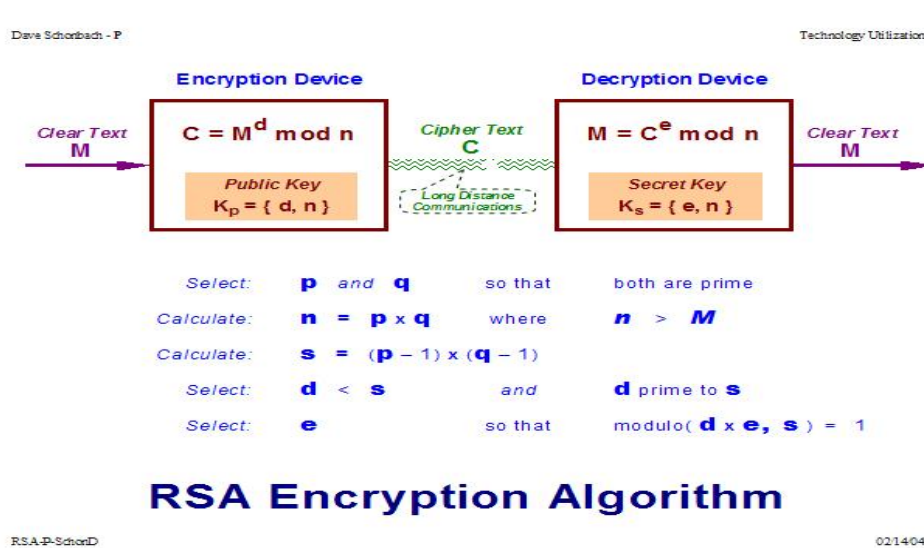 Dave Schonbach - P Technology Utilization
Encryption Device Decryption Device
Clear Text
M
C = M^d mod n
Public Key
K_p = { d, n }
Cipher Text
C
Long Distance
Communications
M = C^e mod n
Secret Key
K_s = { e, n }
Clear Text
M
Select: p and q so that both are prime
Calculate: n = p x q where n > M
Calculate: s = (p – 1) x (q – 1)
Select: d < s and d prime to s
Select: e so that modulo( d x e, s ) = 1
RSA Encryption Algorithm
RSA-P-SchonD 02/14/04